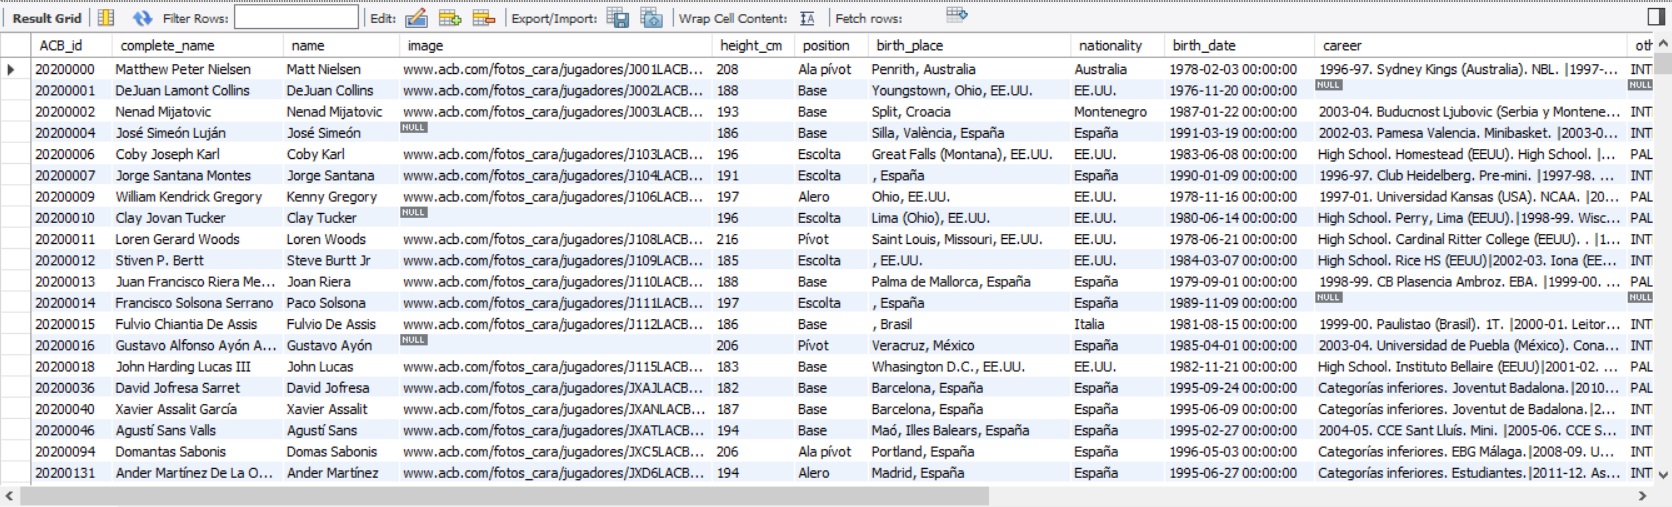 Result Grid Filter Rows: Edit: Export/Import: Wrap Cell Content: Fetch rows:
ACB_id complete_name name image height_cm position birth_place nationality birth_date career oth
20200000 Matthew Peter Nielsen Matt Nielsen www.acb.com/fotos_cara/jugadores/J001LACB... 208 Ala pívot Penrith, Australia Australia 1978-02-03 00:00:00 1996-97. Sydney Kings (Australia). NBL. |1997-... INT
20200001 DeJuan Lamont Collins DeJuan Collins www.acb.com/fotos_cara/jugadores/J002LACB... 188 Base Youngstown, Ohio, EE.UU. EE.UU. 1976-11-20 00:00:00 NULL NULL
20200002 Nenad Mijatovic Nenad Mijatovic www.acb.com/fotos_cara/jugadores/J003LACB... 193 Base Split, Croacia Montenegro 1987-01-22 00:00:00 2003-04. Buducnost Ljubovic (Serbia y Montene... INT
20200004 José Simeón Luján José Simeón NULL 186 Base Silla, València, España España 1991-03-19 00:00:00 2002-03. Pamesa Valencia. Minibasket. |2003-0... INT
20200006 Coby Joseph Karl Coby Karl www.acb.com/fotos_cara/jugadores/J103LACB... 196 Escolta Great Falls (Montana), EE.UU. EE.UU. 1983-06-08 00:00:00 High School. Homestead (EEUU). High School. |... PAL
20200007 Jorge Santana Montes Jorge Santana www.acb.com/fotos_cara/jugadores/J104LACB... 191 Escolta , España España 1990-01-09 00:00:00 1996-97. Club Heidelberg. Pre-mini. |1997-98. ... INT
20200009 William Kendrick Gregory Kenny Gregory www.acb.com/fotos_cara/jugadores/J106LACB... 197 Alero Ohio, EE.UU. EE.UU. 1978-11-16 00:00:00 1997-01. Universidad Kansas (USA). NCAA. |20... PAL
20200010 Clay Jovan Tucker Clay Tucker NULL 196 Escolta Lima (Ohio), EE.UU. EE.UU. 1980-06-14 00:00:00 High School. Perry, Lima (EEUU).|1998-99. Wisc... PAL
20200011 Loren Gerard Woods Loren Woods www.acb.com/fotos_cara/jugadores/J108LACB... 216 Pívot Saint Louis, Missouri, EE.UU. EE.UU. 1978-06-21 00:00:00 High School. Cardinal Ritter College (EEUU). . |1... INT
20200012 Stiven P. Bertt Steve Burtt Jr www.acb.com/fotos_cara/jugadores/J109LACB... 185 Escolta , EE.UU. EE.UU. 1984-03-07 00:00:00 High School. Rice HS (EEUU)|2002-03. Iona (EE... INT
20200013 Juan Francisco Riera Me... Joan Riera www.acb.com/fotos_cara/jugadores/J110LACB... 188 Base Palma de Mallorca, España España 1979-09-01 00:00:00 1998-99. CB Plasencia Ambroz. EBA. |1999-00. ... PAL
20200014 Francisco Solsona Serrano Paco Solsona www.acb.com/fotos_cara/jugadores/J111LACB... 197 Escolta , España España 1989-11-09 00:00:00 NULL NULL
20200015 Fulvio Chiantia De Assis Fulvio De Assis www.acb.com/fotos_cara/jugadores/J112LACB... 186 Base , Brasil Italia 1981-08-15 00:00:00 1999-00. Paulistao (Brasil). 1T. |2000-01. Leitor... INT
20200016 Gustavo Alfonso Ayón A... Gustavo Ayón NULL 206 Pívot Veracruz, México España 1985-04-01 00:00:00 2003-04. Universidad de Puebla (México). Cona... INT
20200018 John Harding Lucas III John Lucas www.acb.com/fotos_cara/jugadores/J115LACB... 183 Base Whasington D.C., EE.UU. EE.UU. 1982-11-21 00:00:00 High School. Instituto Bellaire (EEUU)|2001-02. ... INT
20200036 David Jofresa Sarret David Jofresa www.acb.com/fotos_cara/jugadores/JXAJLACB... 182 Base Barcelona, España España 1995-09-24 00:00:00 Categorías inferiores. Joventut Badalona.|2010... PAL
20200040 Xavier Assalit García Xavier Assalit www.acb.com/fotos_cara/jugadores/JXANLACB... 187 Base Barcelona, España España 1995-06-09 00:00:00 Categorías inferiores. Joventut de Badalona.|2... INT
20200046 Agustí Sans Valls Agustí Sans www.acb.com/fotos_cara/jugadores/JXATLACB... 194 Base Maó, Illes Balears, España España 1995-02-27 00:00:00 2004-05. CCE Sant Lluís. Mini. |2005-06. CCE S... INT
20200094 Domantas Sabonis Domas Sabonis www.acb.com/fotos_cara/jugadores/JXC5LACB... 206 Ala pívot Portland, España España 1996-05-03 00:00:00 Categorías inferiores. EBG Málaga.|2008-09. U... INT
20200131 Ander Martínez De La O... Ander Martínez www.acb.com/fotos_cara/jugadores/JXD6LACB... 194 Alero Madrid, España España 1995-06-27 00:00:00 Categorías inferiores. Estudiantes.|2011-12. As... INT